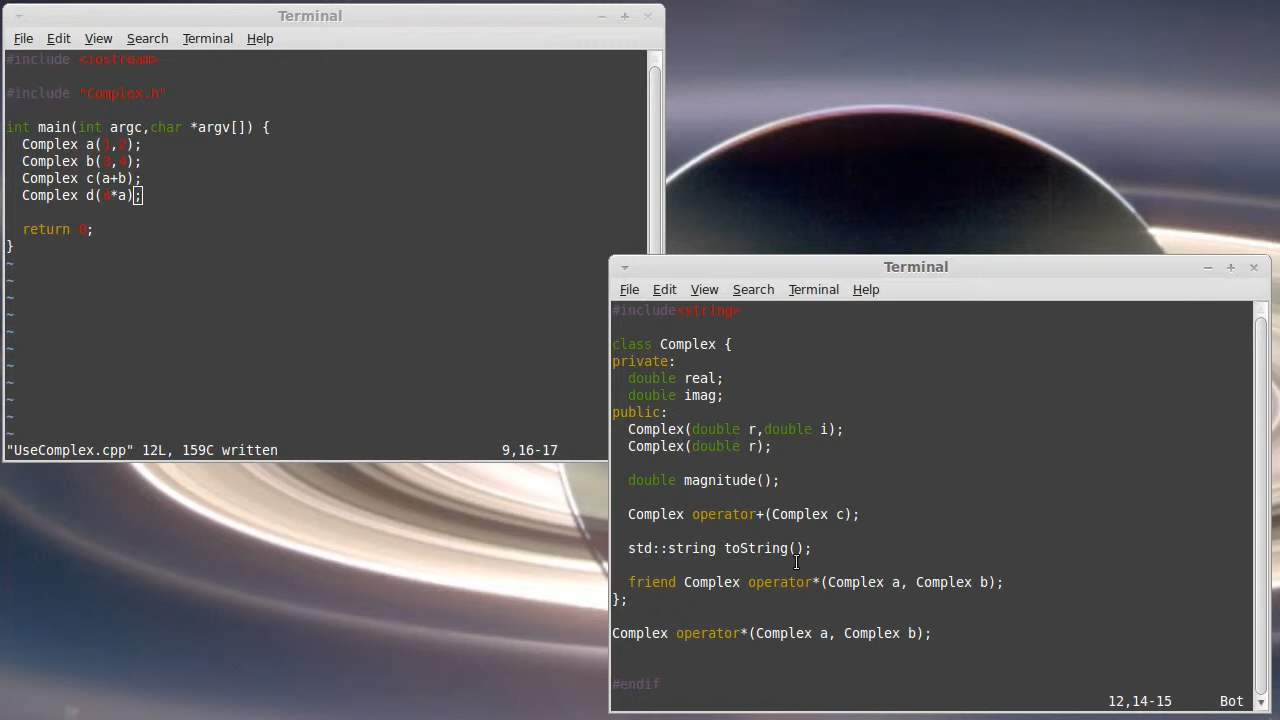 Terminal
File Edit View Search Terminal Help
#include <iostream>
#include "Complex.h"
int main(int argc,char *argv[]) {
  Complex a(1,2);
  Complex b(3,4);
  Complex c(a+b);
  Complex d(4*a);
  return 0;
}
~
~
~
~
~
~
~
~
~
~
~
"UseComplex.cpp" 12L, 159C written 9,16-17
Terminal
File Edit View Search Terminal Help
#include<string>
class Complex {
private:
  double real;
  double imag;
public:
  Complex(double r,double i);
  Complex(double r);
  double magnitude();
  Complex operator+(Complex c);
  std::string toString();
  friend Complex operator*(Complex a, Complex b);
};
Complex operator*(Complex a, Complex b);
#endif
12,14-15 Bot